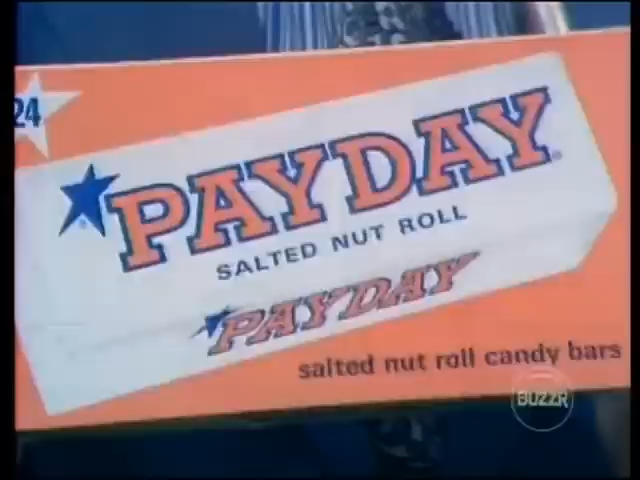 24
PAYDAY®
SALTED NUT ROLL
PAYDAY
salted nut roll candy bars
BUZZR